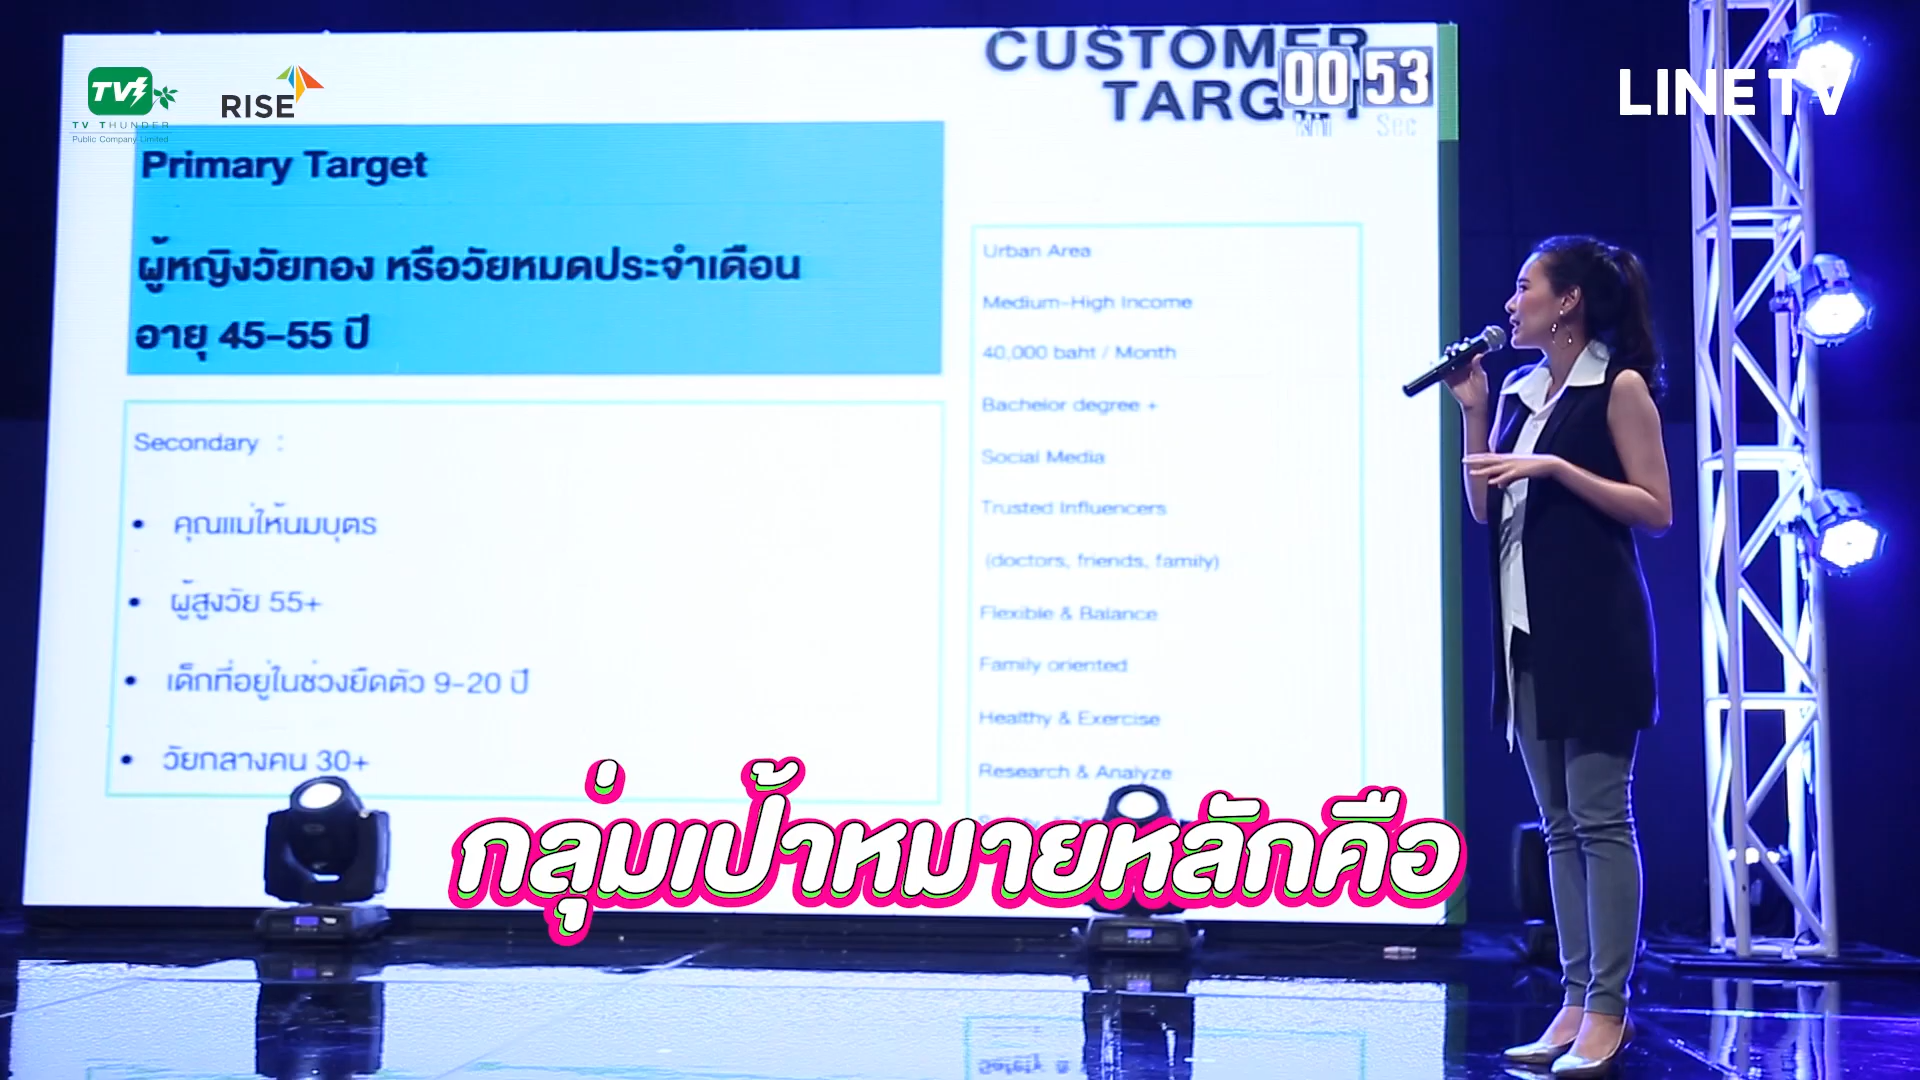 TV
TV THUNDER
Public Company Limited
RISE
CUSTOMER
TARGET
00 53
Sec
LINE TV
Primary Target
ผู้หญิงวัยทอง หรือวัยหมดประจำเดือน
อายุ 45-55 ปี
Secondary :
• คุณแม่ให้นมบุตร
• ผู้สูงวัย 55+
• เด็กที่อยู่ในช่วงยืดตัว 9-20 ปี
• วัยกลางคน 30+
Urban Area
Medium-High Income
40,000 baht / Month
Bachelor degree +
Social Media
Trusted Influencers
(doctors, friends, family)
Flexible & Balance
Family oriented
Healthy & Exercise
Research & Analyze
กลุ่มเป้าหมายหลักคือ